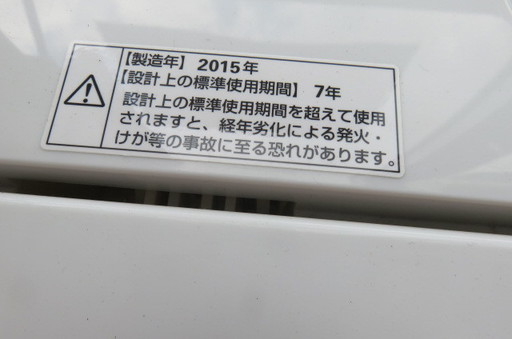 【製造年】 2015年
【設計上の標準使用期間】 7年
設計上の標準使用期間を超えて使用
されますと、経年劣化による発火・
けが等の事故に至る恐れがあります。